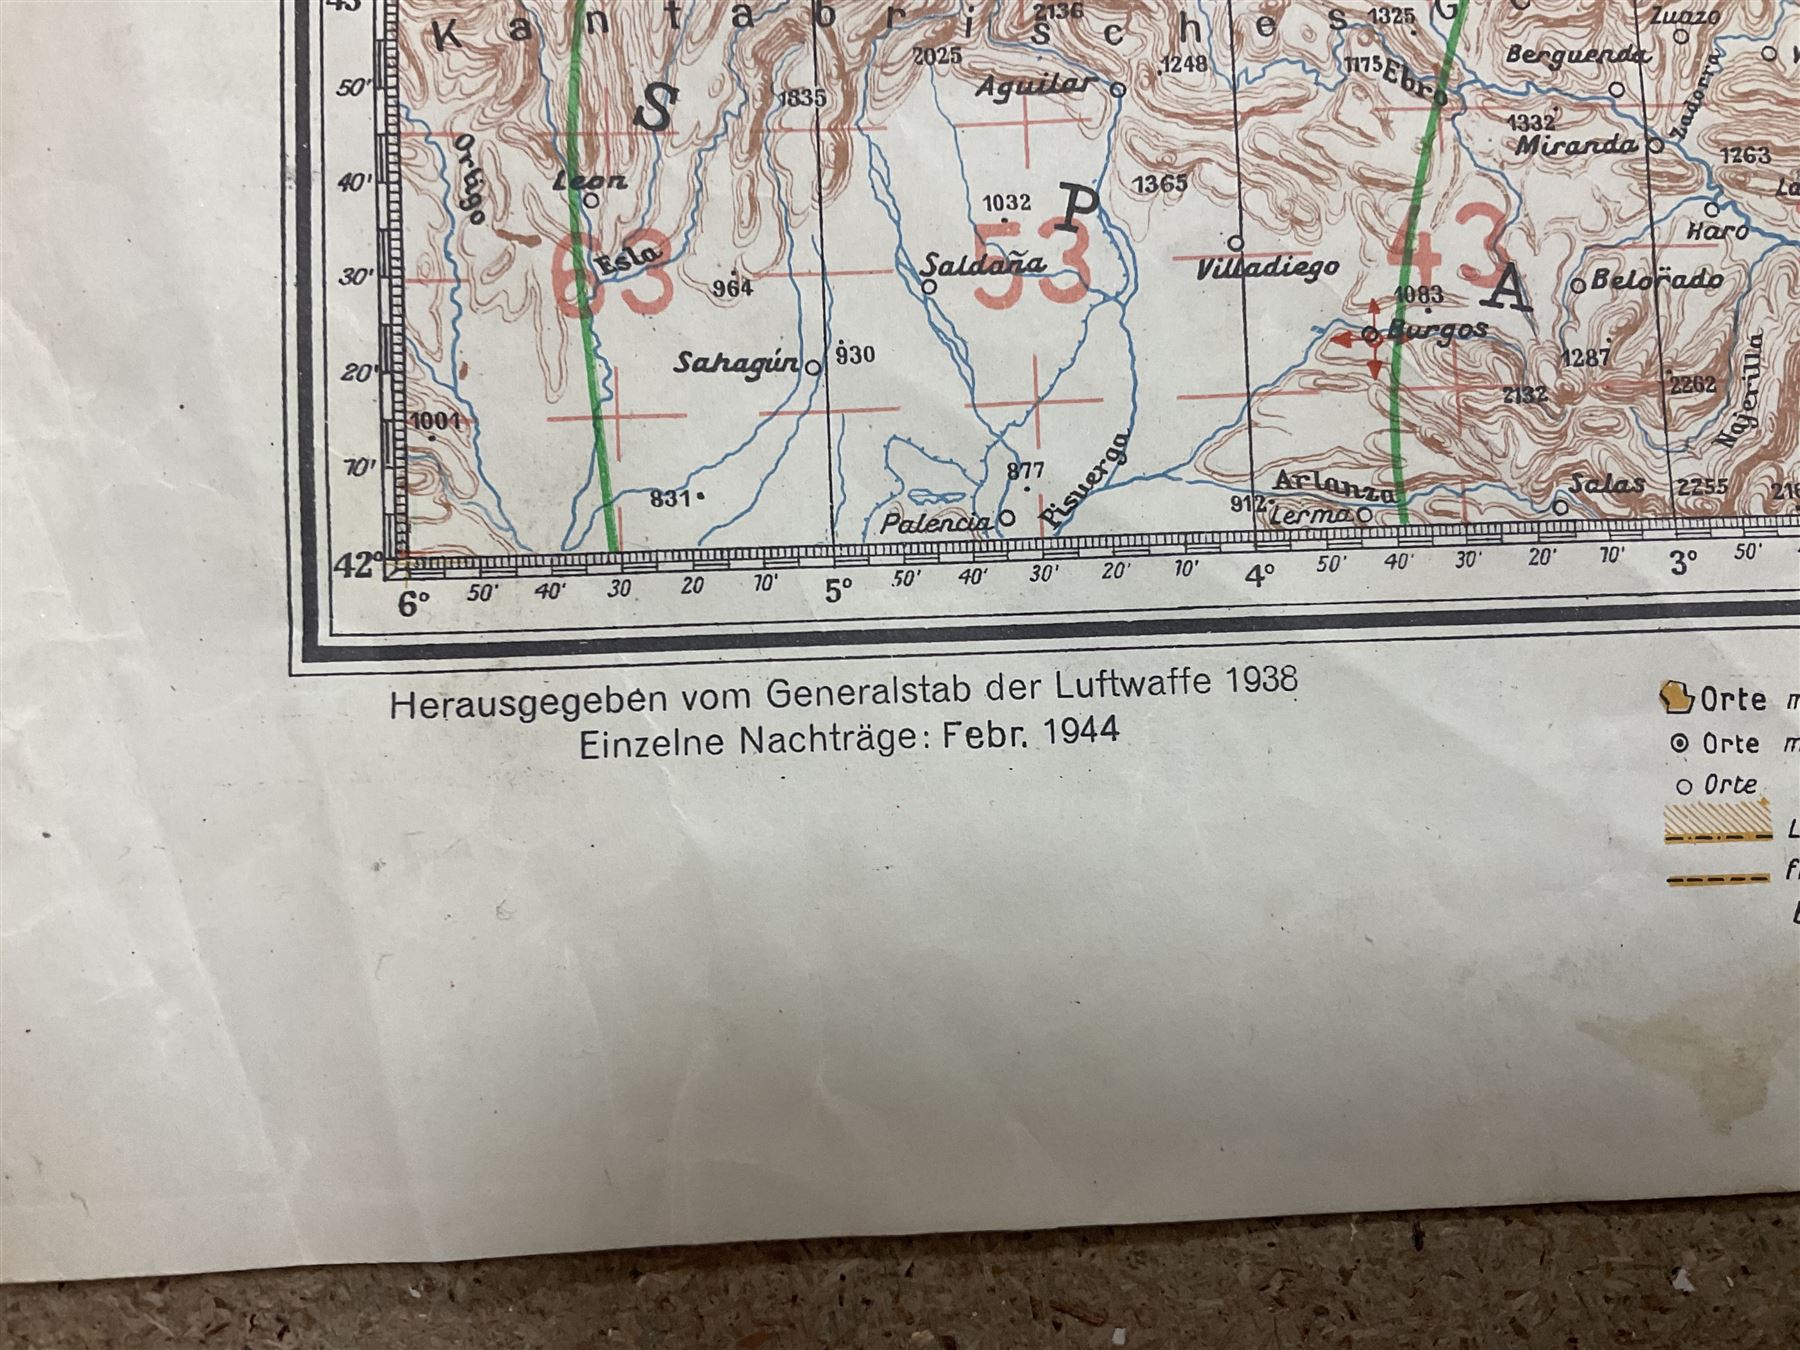 K a n t a b r i s c h e s G
2136
1325
Zuazo
2025
Aguilar
1248
1175
Ebro
Berguenda
50'
S
1835
Zadorra
1332
Miranda
1263
40'
Leon
Orbigo
1032
P
1365
Haro
63
53
43
Esla
Saldaña
Villadiego
Belorado
30'
964
1083
A
Burgos
Sahagún
930
1287
20'
2132
2262
Najerilla
1001
Pisuerga
10'
831
877
Arlanza
Salas
2255
Palencia
912
Lerma
42°
6° 50' 40' 30 20 10' 5° 50' 40' 30' 20' 10' 4° 50' 40' 30' 20' 10' 3° 50'
Herausgegeben vom Generalstab der Luftwaffe 1938
Einzelne Nachträge: Febr. 1944
Orte
Orte
Orte